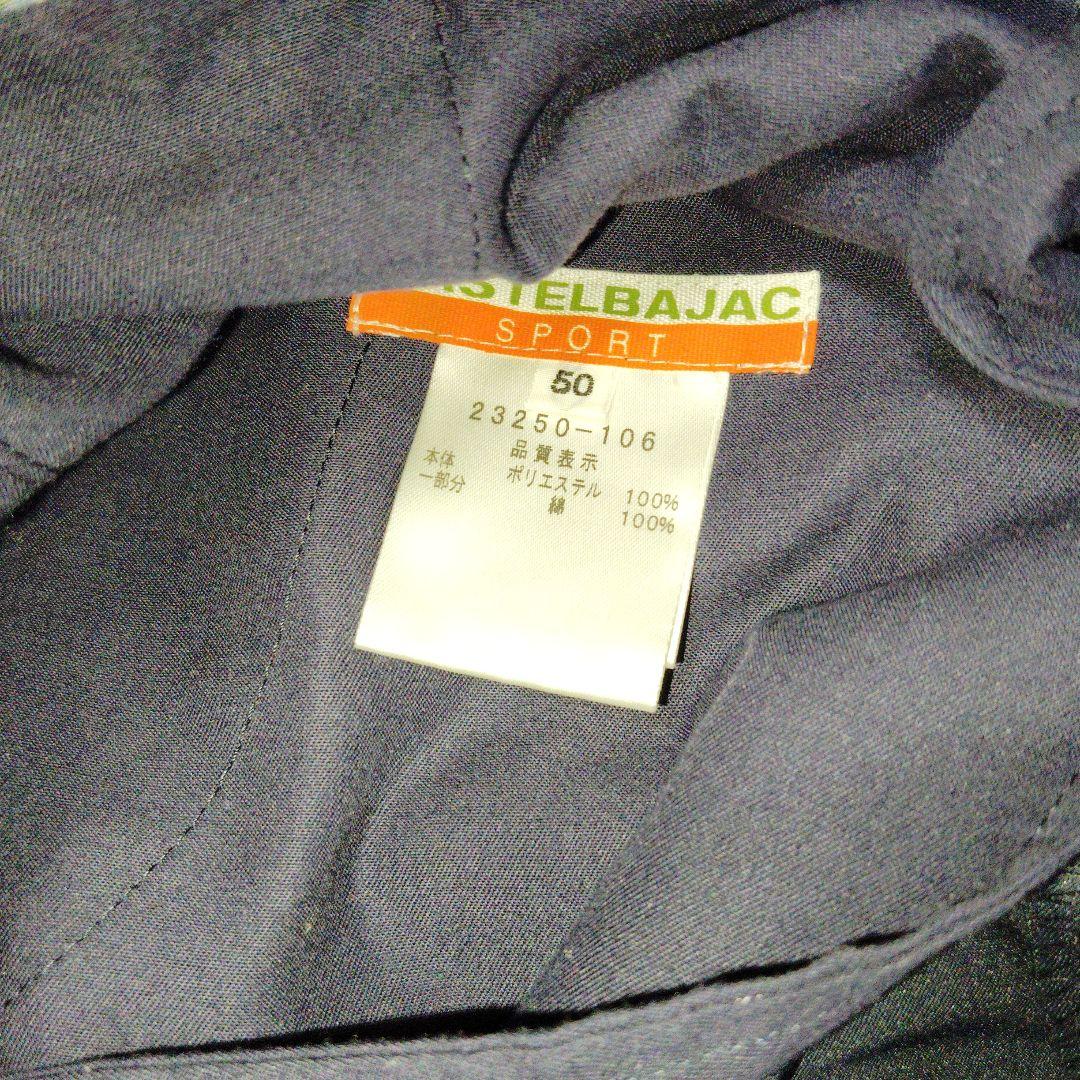 ASTELBAJAC
SPORT
50
23250-106
品質表示
本体 ポリエステル 100%
一部分 綿 100%